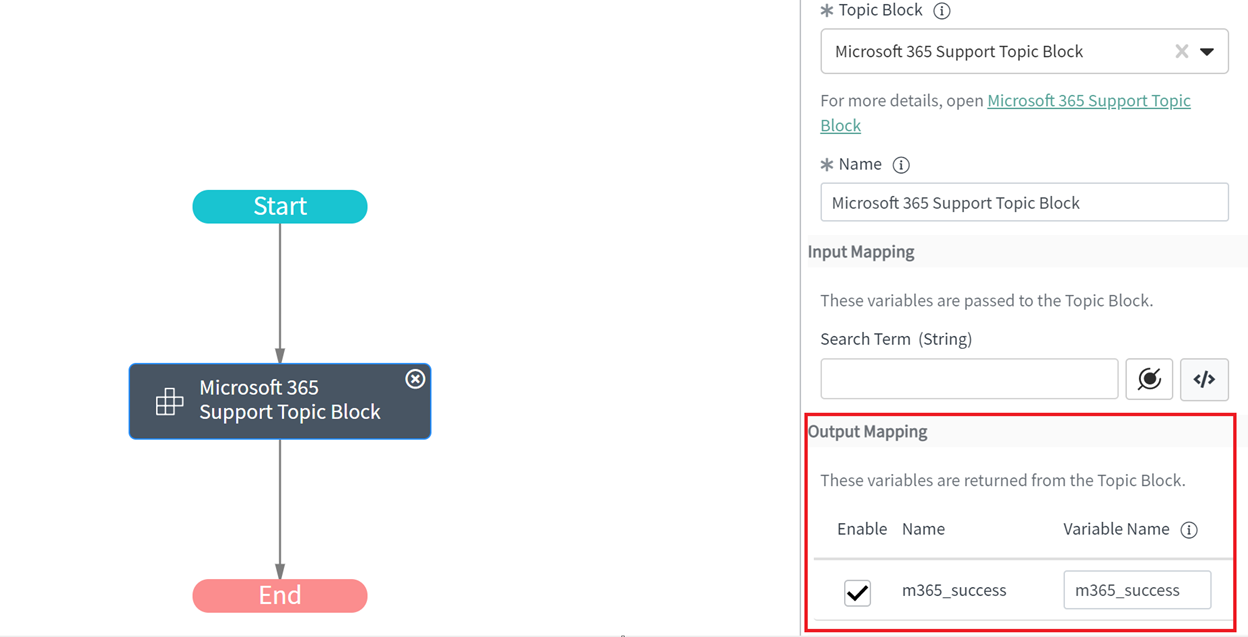 Start
Microsoft 365
Support Topic Block
End
✱ Topic Block
Microsoft 365 Support Topic Block
For more details, open Microsoft 365 Support Topic
Block
✱ Name
Microsoft 365 Support Topic Block
Input Mapping
These variables are passed to the Topic Block.
Search Term (String)
</>
Output Mapping
These variables are returned from the Topic Block.
Enable Name Variable Name
m365_success m365_success